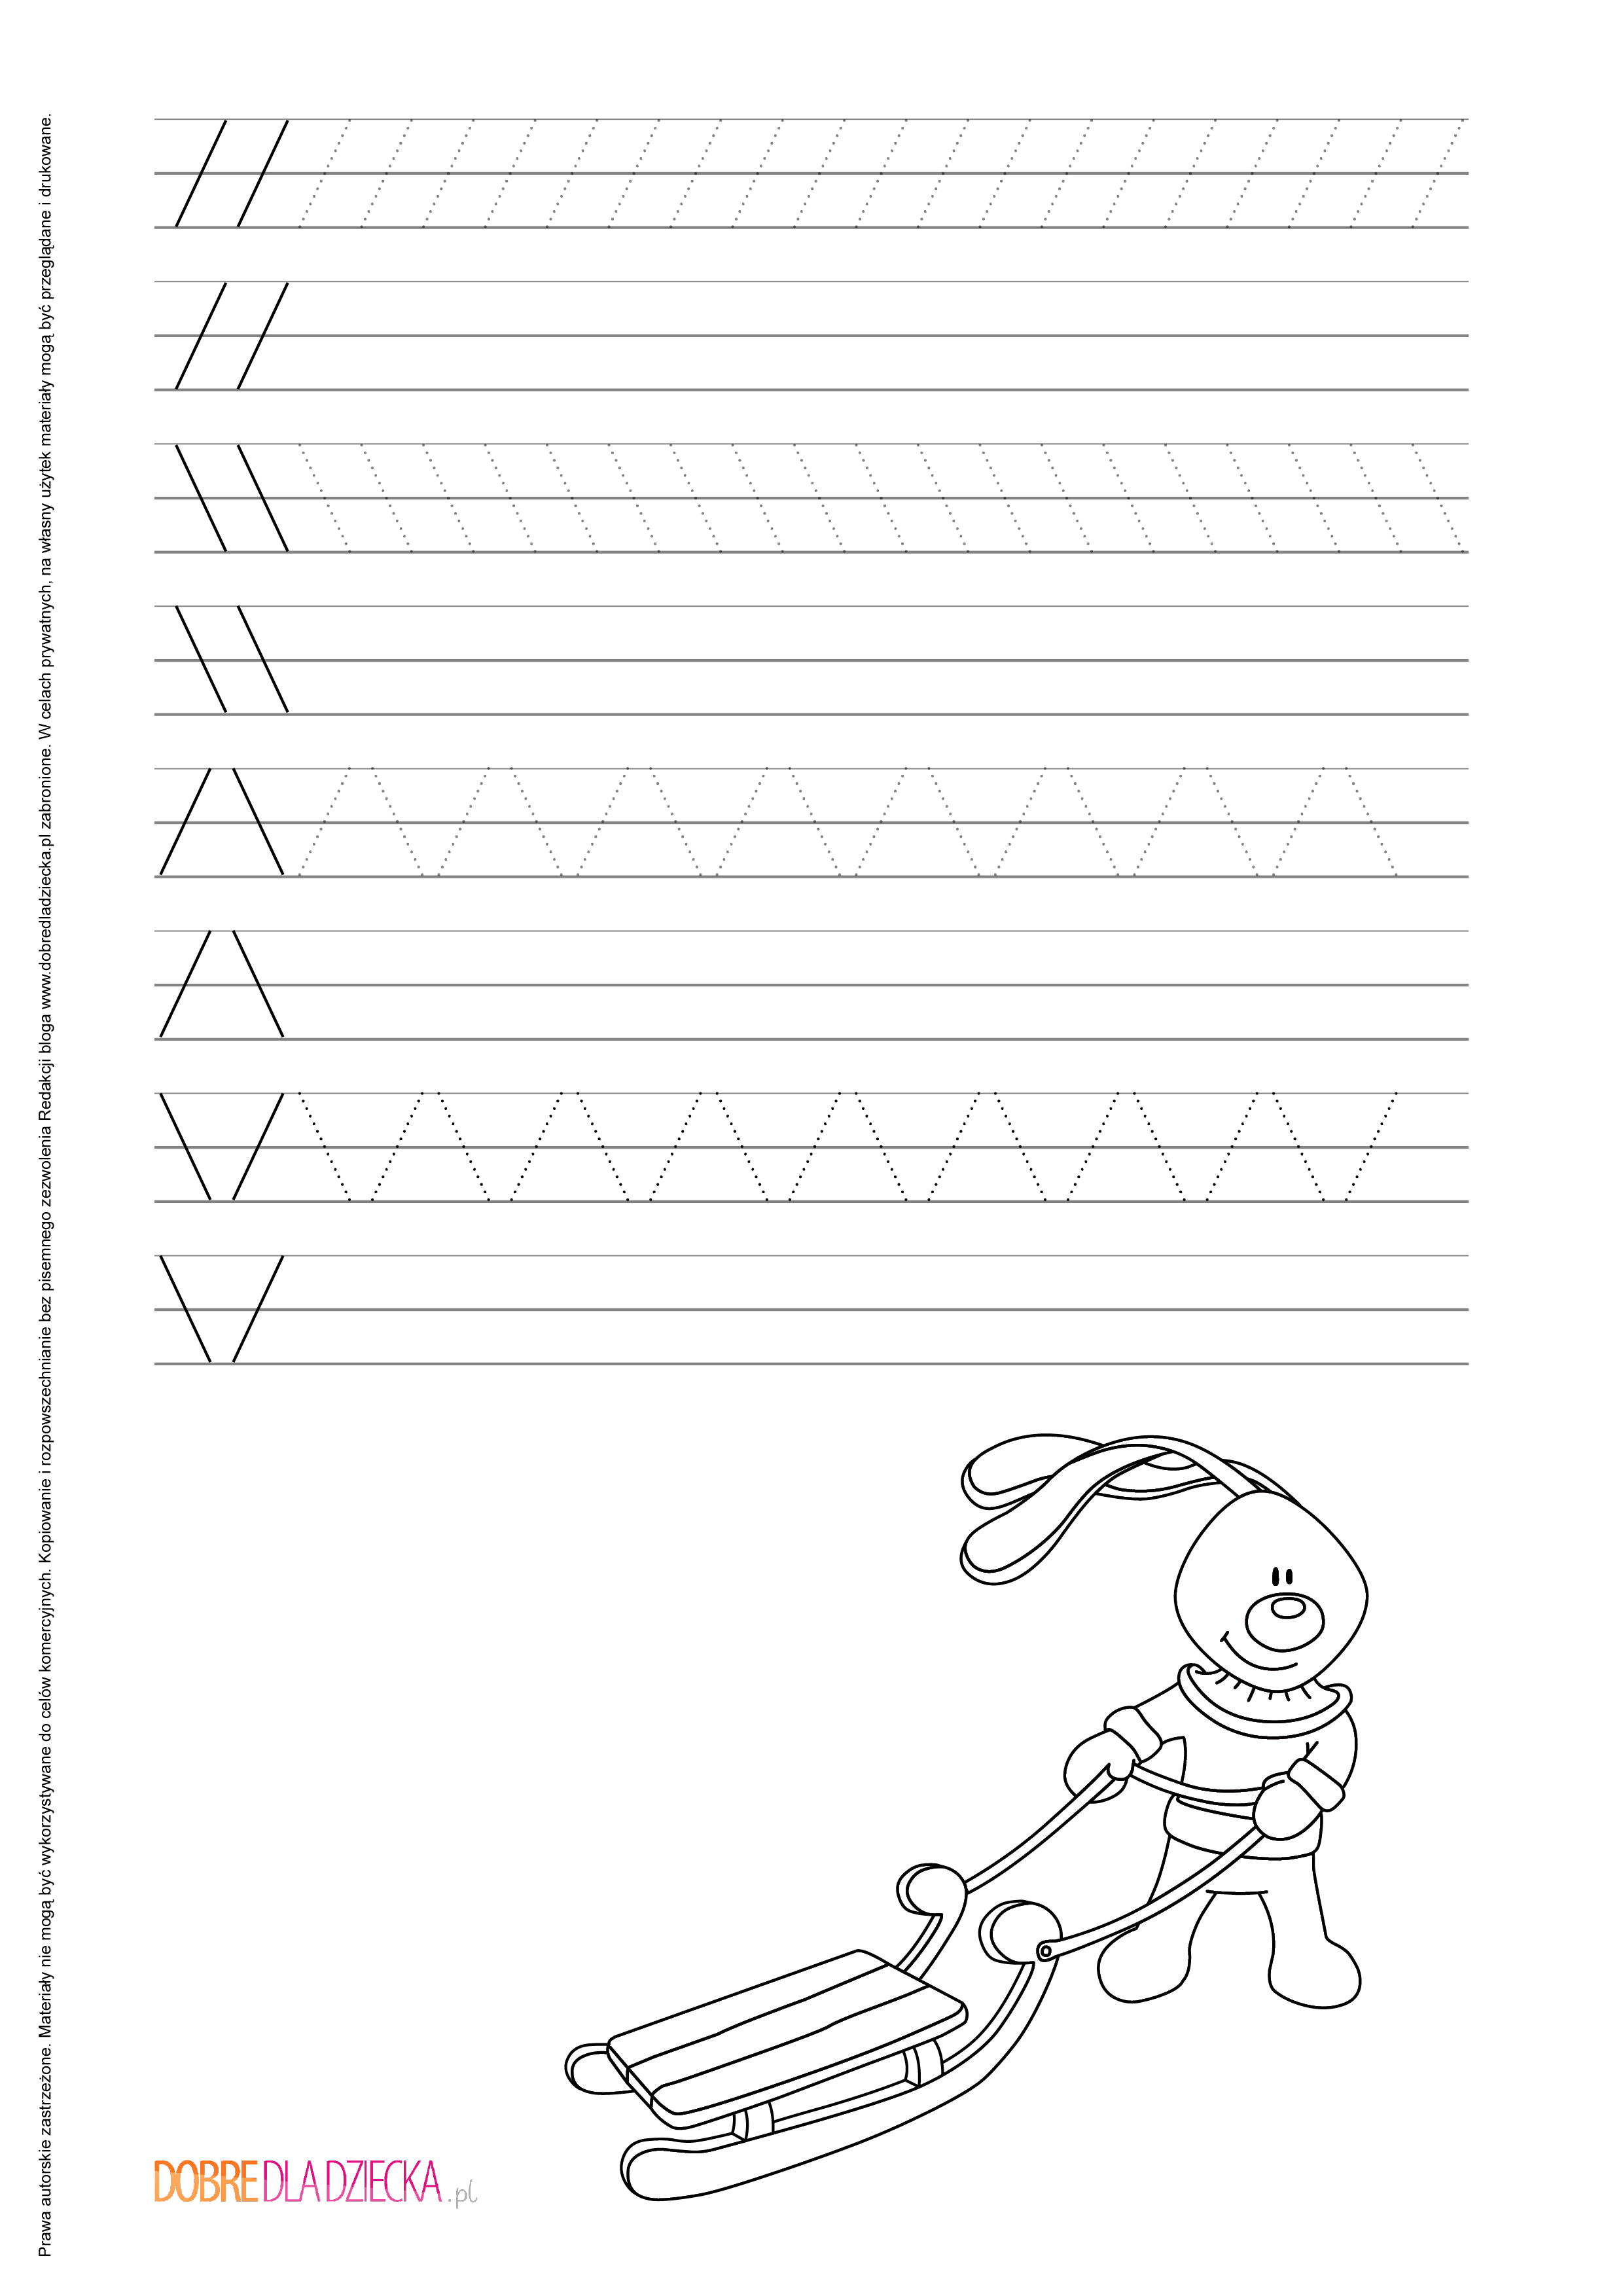 Prawa autorskie zastrzeżone. Materiały nie mogą być wykorzystywane do celów komercyjnych. Kopiowanie i rozpowszechnianie bez pisemnego zezwolenia Redakcji bloga www.dobredladziecka.pl zabronione. W celach prywatnych, na własny użytek materiały mogą być przeglądane i drukowane.
DOBRE DLA DZIECKA.pl